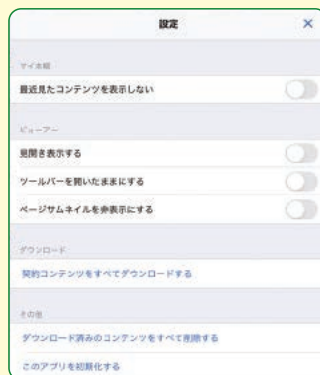 設定
×
マイ本棚
最近見たコンテンツを表示しない
ビューアー
見開き表示する
ツールバーを開いたままにする
ページサムネイルを非表示にする
ダウンロード
契約コンテンツをすべてダウンロードする
その他
ダウンロード済みのコンテンツをすべて削除する
このアプリを初期化する